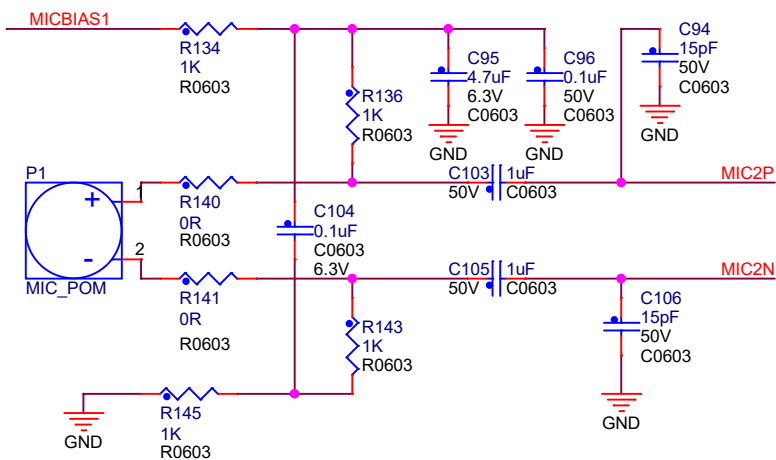 MICBIAS1
R134
1K
R0603
C95
4.7uF
6.3V
C0603
GND
C96
0.1uF
50V
C0603
GND
C94
15pF
50V
C0603
GND
R136
1K
R0603
P1
+
-
MIC_POM
1
2
R140
0R
R0603
C103
1uF
50V
C0603
MIC2P
C104
0.1uF
C0603
6.3V
R141
0R
R0603
C105
1uF
50V
C0603
MIC2N
R143
1K
R0603
C106
15pF
50V
C0603
GND
GND
R145
1K
R0603